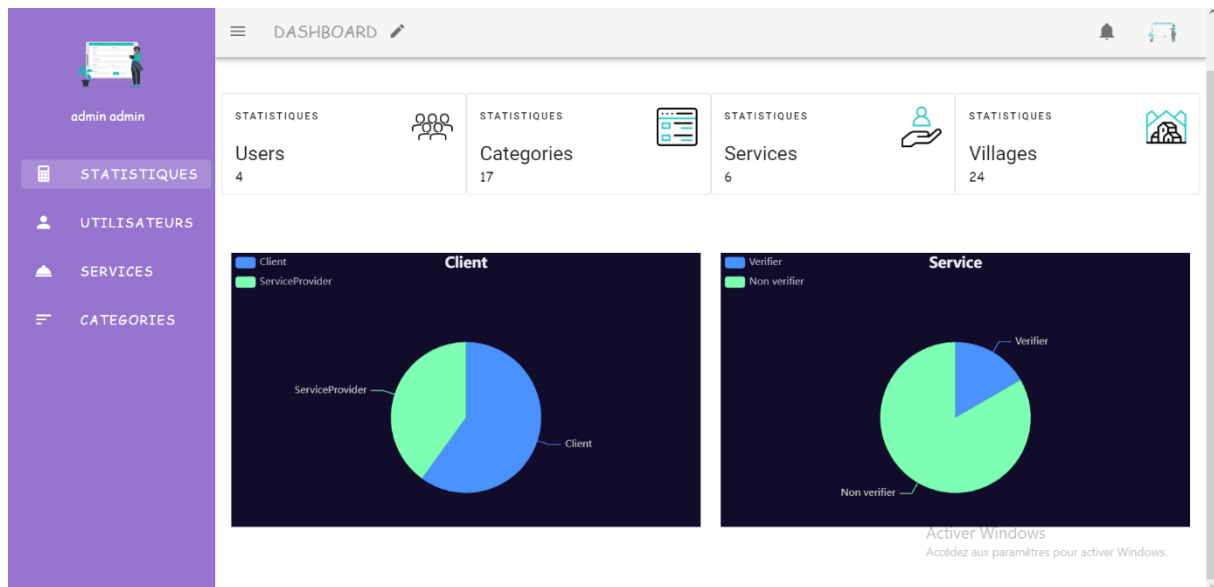 admin admin
STATISTIQUES
UTILISATEURS
SERVICES
CATEGORIES
DASHBOARD
STATISTIQUES
Users
4
STATISTIQUES
Categories
17
STATISTIQUES
Services
6
STATISTIQUES
Villages
24
Client
Client
ServiceProvider
ServiceProvider
Client
Service
Verifier
Non verifier
Verifier
Non verifier
Activer Windows
Accédez aux paramètres pour activer Windows.